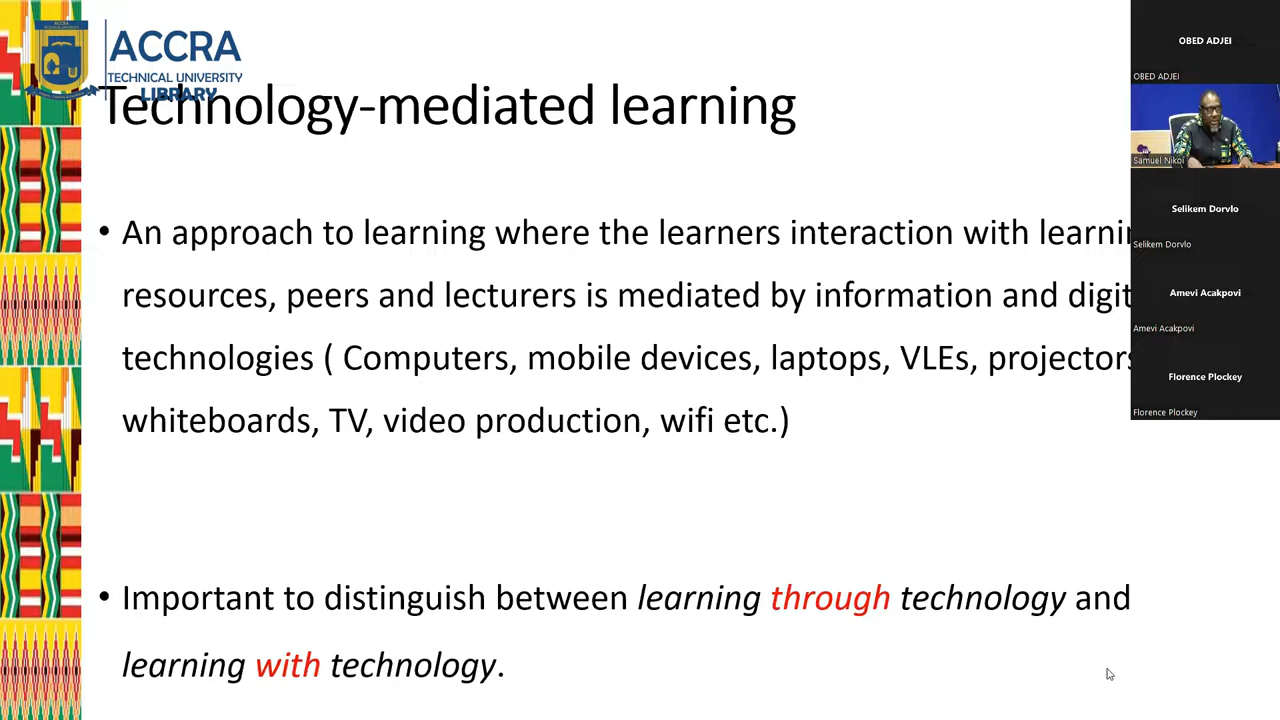 ACCRA
TECHNICAL UNIVERSITY
LIBRARY
Technology-mediated learning
• An approach to learning where the learners interaction with
resources, peers and lecturers is mediated by information and
technologies ( Computers, mobile devices, laptops, VLEs, projectors
whiteboards, TV, video production, wifi etc.)
• Important to distinguish between learning through technology and
learning with technology.
OBED ADJEI
OBED ADJEI
Samuel Nikoi
Selikem Dorvlo
Selikem Dorvlo
Amevi Acakpovi
Amevi Acakpovi
Florence Plockey
Florence Plockey